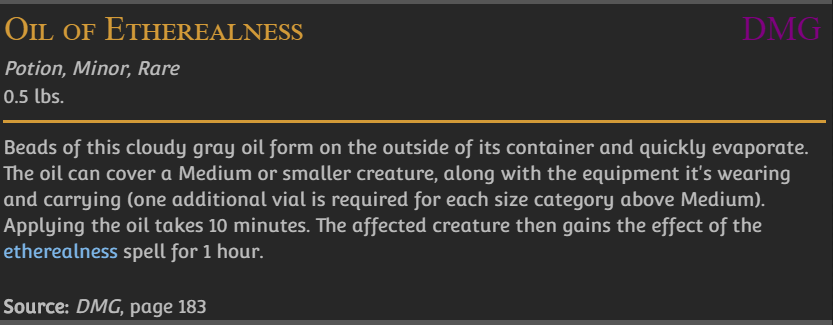 Oil of Etherealness DMG
Potion, Minor, Rare
0.5 lbs.
Beads of this cloudy gray oil form on the outside of its container and quickly evaporate.
The oil can cover a Medium or smaller creature, along with the equipment it's wearing
and carrying (one additional vial is required for each size category above Medium).
Applying the oil takes 10 minutes. The affected creature then gains the effect of the
etherealness spell for 1 hour.
Source: DMG, page 183